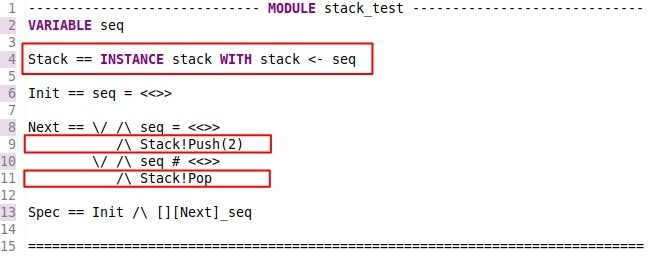 1 ----------------------------- MODULE stack_test -----------------------------
2 VARIABLE seq
3
4 Stack == INSTANCE stack WITH stack <- seq
5
6 Init == seq = <<>>
7
8 Next == \/ /\ seq = <<>>
9 /\ Stack!Push(2)
10 \/ /\ seq # <<>>
11 /\ Stack!Pop
12
13 Spec == Init /\ [][Next]_seq
14
15 =============================================================================